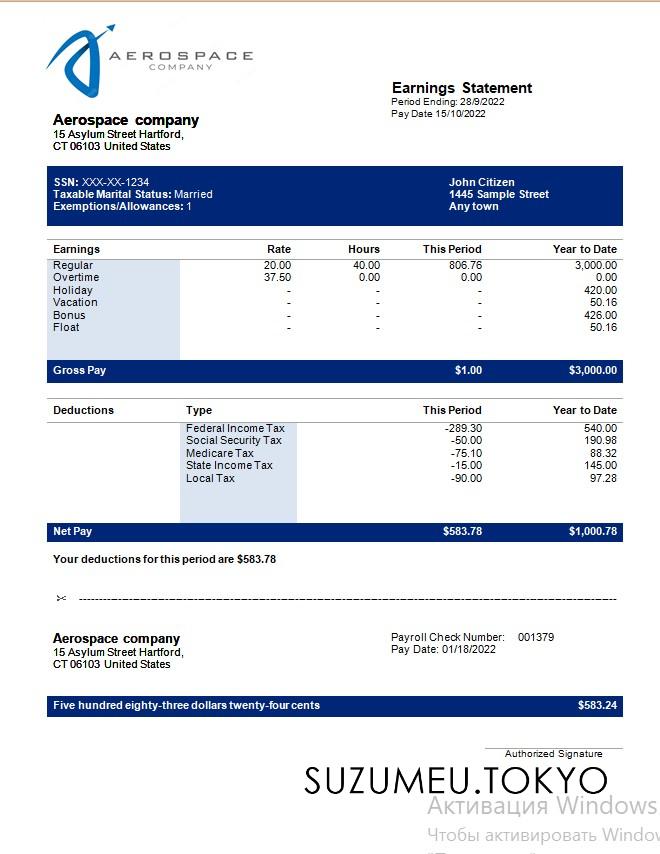 AEROSPACE
COMPANY
Earnings Statement
Period Ending: 28/9/2022
Pay Date 15/10/2022
Aerospace company
15 Asylum Street Hartford,
CT 06103 United States
SSN: XXX-XX-1234
Taxable Marital Status: Married
Exemptions/Allowances: 1
John Citizen
1445 Sample Street
Any town
Earnings Rate Hours This Period Year to Date
Regular 20.00 40.00 806.76 3,000.00
Overtime 37.50 0.00 0.00 0.00
Holiday - - - 420.00
Vacation - - - 50.16
Bonus - - - 426.00
Float - - - 50.16
Gross Pay $1.00 $3,000.00
Deductions Type This Period Year to Date
Federal Income Tax -289.30 540.00
Social Security Tax -50.00 190.98
Medicare Tax -75.10 88.32
State Income Tax -15.00 145.00
Local Tax -90.00 97.28
Net Pay $583.78 $1,000.78
Your deductions for this period are $583.78
Aerospace company
15 Asylum Street Hartford,
CT 06103 United States
Payroll Check Number: 001379
Pay Date: 01/18/2022
Five hundred eighty-three dollars twenty-four cents $583.24
Authorized Signature
SUZUMEU.TOKYO
Активация Windows
Чтобы активировать Window